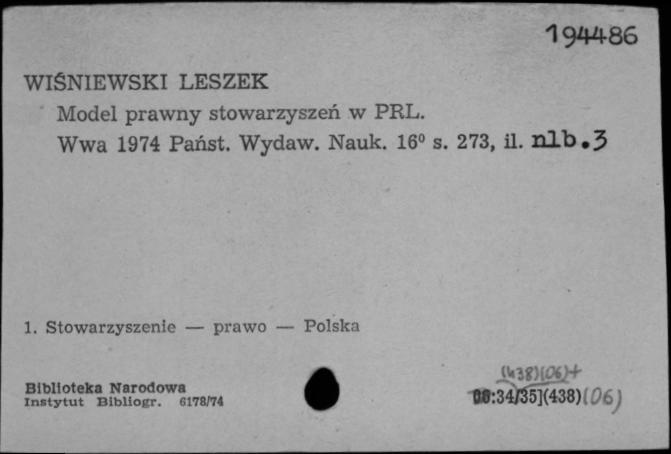 194486
WIŚNIEWSKI LESZEK
Model prawny stowarzyszeń w PRL.
Wwa 1974 Państ. Wydaw. Nauk. 16⁰ s. 273, il. nlb.3
1. Stowarzyszenie — prawo — Polska
(438)(06)+
Biblioteka Narodowa
:34/35](438)(06)
Instytut Bibliogr. 6178/74